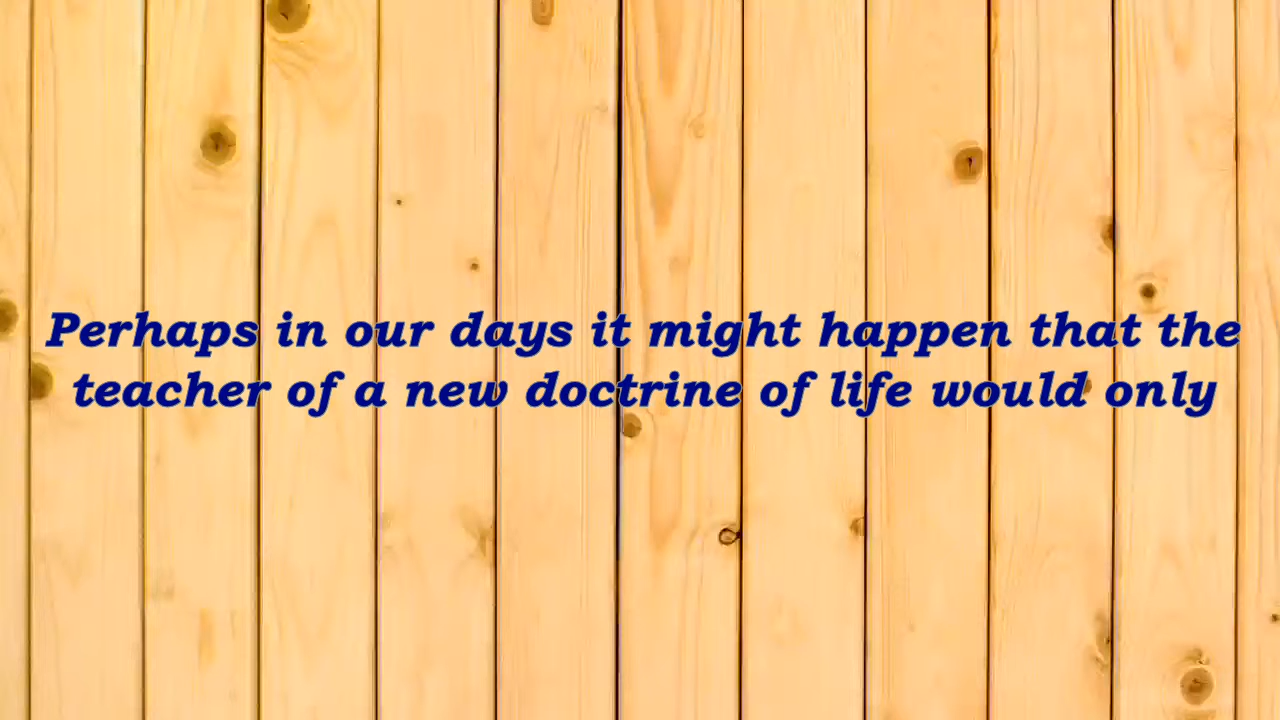 Perhaps in our days it might happen that the
teacher of a new doctrine of life would only